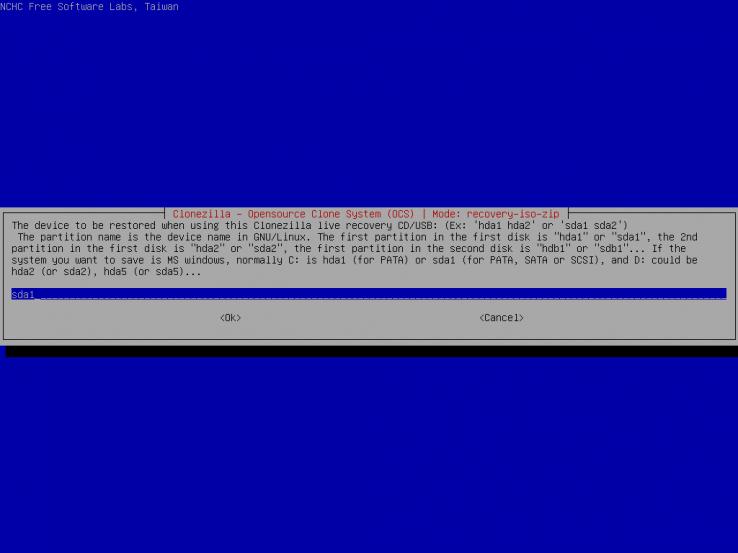 NCHC Free Software Labs, Taiwan
Clonezilla - Opensource Clone System (OCS) | Mode: recovery-iso-zip
The device to be restored when using this Clonezilla live recovery CD/USB: (Ex: 'hda1 hda2' or 'sda1 sda2')
The partition name is the device name in GNU/Linux. The first partition in the first disk is "hda1" or "sda1", the 2nd
partition in the first disk is "hda2" or "sda2", the first partition in the second disk is "hdb1" or "sdb1"... If the
system you want to save is MS windows, normally C: is hda1 (for PATA) or sda1 (for PATA, SATA or SCSI), and D: could be
hda2 (or sda2), hda5 (or sda5)...
sda1
<Ok> <Cancel>